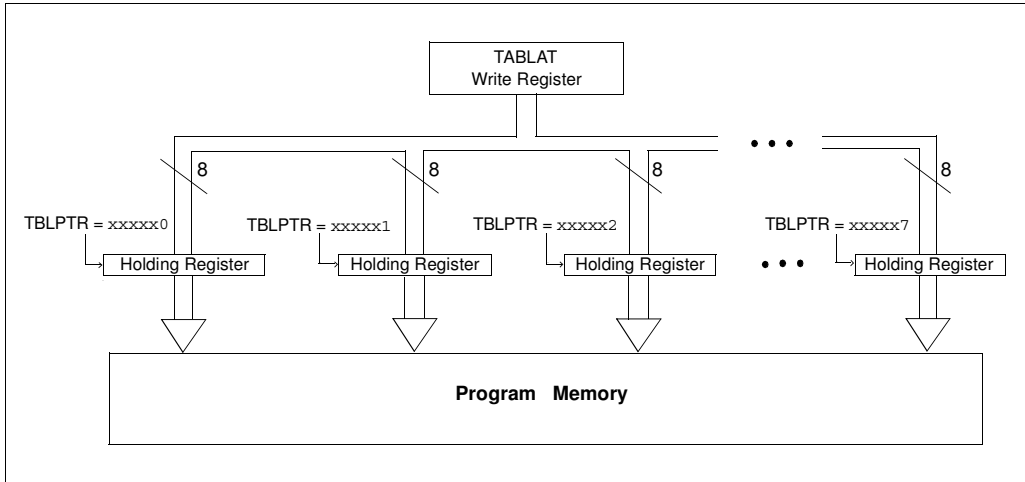 TABLAT
Write Register
8 8 8 8
TBLPTR = xxxxx0 TBLPTR = xxxxx1 TBLPTR = xxxxx2 TBLPTR = xxxxx7
Holding Register Holding Register Holding Register Holding Register
Program Memory